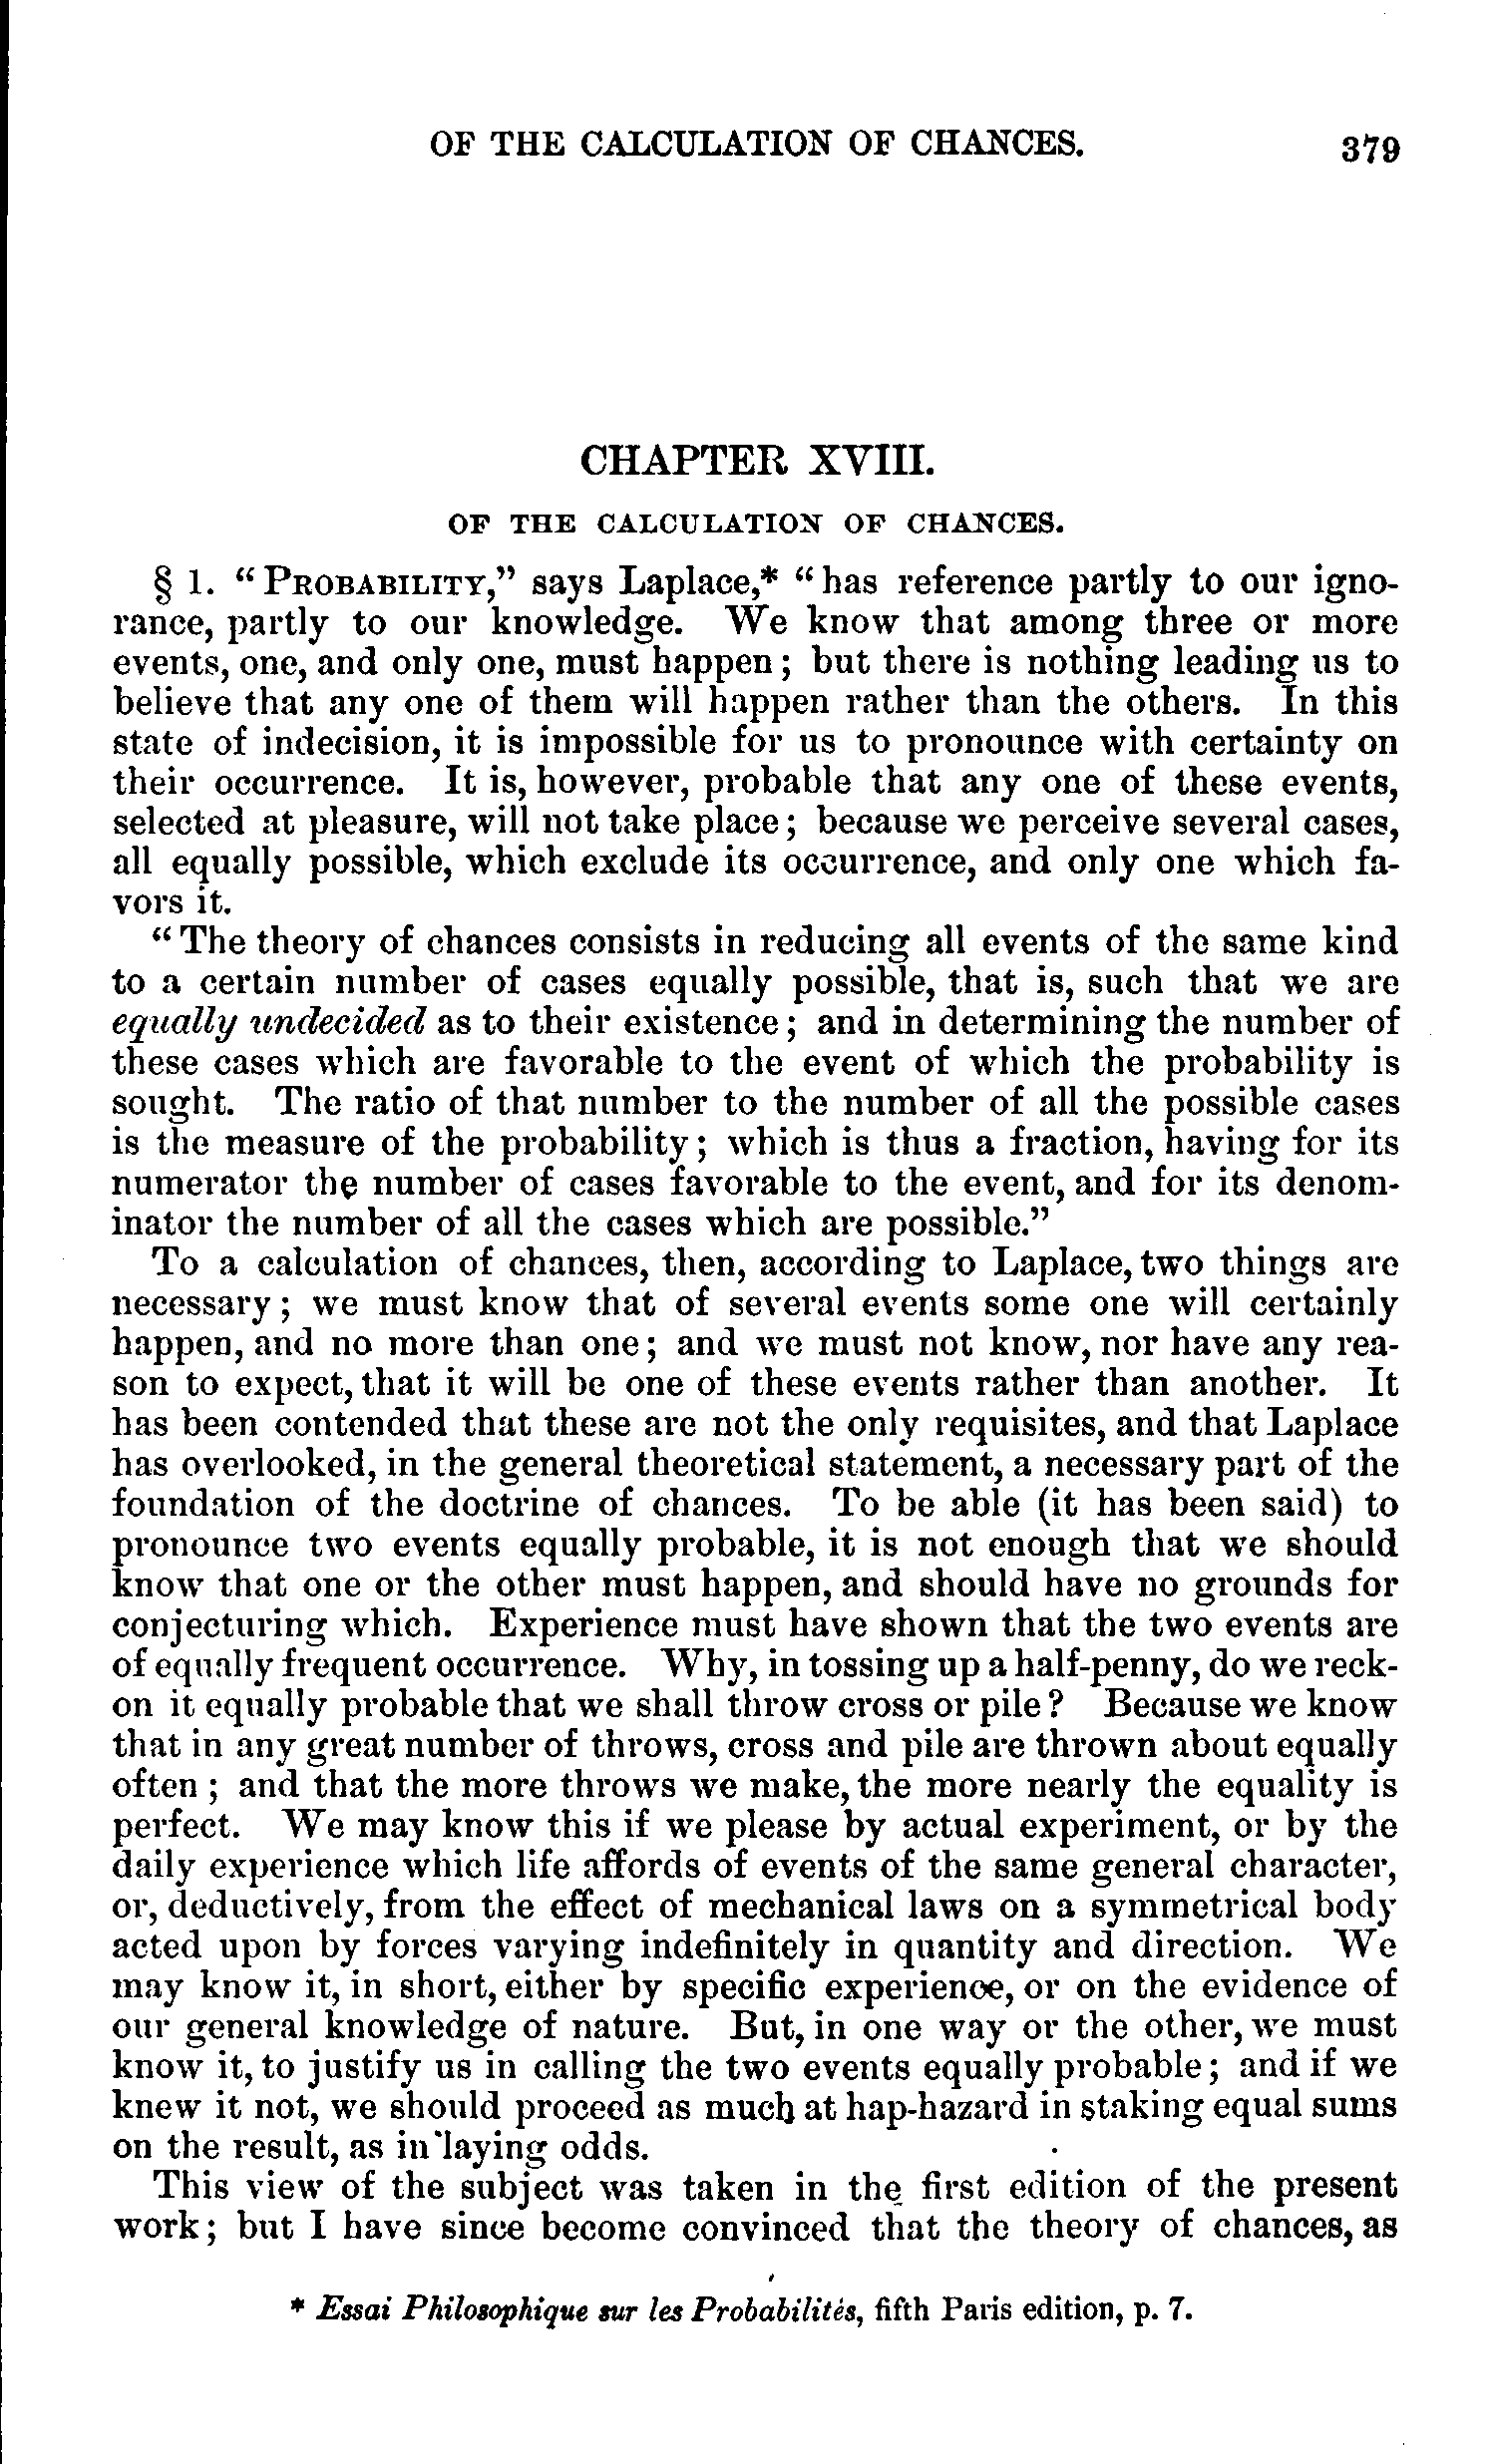 OF THE CALCULATION OF CHANCES. 379
CHAPTER XVIII.
OF THE CALCULATION OF CHANCES.
§ 1. “PROBABILITY,” says Laplace,* “has reference partly to our igno-
rance, partly to our knowledge. We know that among three or more
events, one, and only one, must happen; but there is nothing leading us to
believe that any one of them will happen rather than the others. In this
state of indecision, it is impossible for us to pronounce with certainty on
their occurrence. It is, however, probable that any one of these events,
selected at pleasure, will not take place; because we perceive several cases,
all equally possible, which exclude its occurrence, and only one which fa-
vors it.
“The theory of chances consists in reducing all events of the same kind
to a certain number of cases equally possible, that is, such that we are
equally undecided as to their existence; and in determining the number of
these cases which are favorable to the event of which the probability is
sought. The ratio of that number to the number of all the possible cases
is the measure of the probability; which is thus a fraction, having for its
numerator the number of cases favorable to the event, and for its denom-
inator the number of all the cases which are possible.”
To a calculation of chances, then, according to Laplace, two things are
necessary; we must know that of several events some one will certainly
happen, and no more than one; and we must not know, nor have any rea-
son to expect, that it will be one of these events rather than another. It
has been contended that these are not the only requisites, and that Laplace
has overlooked, in the general theoretical statement, a necessary part of the
foundation of the doctrine of chances. To be able (it has been said) to
pronounce two events equally probable, it is not enough that we should
know that one or the other must happen, and should have no grounds for
conjecturing which. Experience must have shown that the two events are
of equally frequent occurrence. Why, in tossing up a half-penny, do we reck-
on it equally probable that we shall throw cross or pile? Because we know
that in any great number of throws, cross and pile are thrown about equally
often; and that the more throws we make, the more nearly the equality is
perfect. We may know this if we please by actual experiment, or by the
daily experience which life affords of events of the same general character,
or, deductively, from the effect of mechanical laws on a symmetrical body
acted upon by forces varying indefinitely in quantity and direction. We
may know it, in short, either by specific experience, or on the evidence of
our general knowledge of nature. But, in one way or the other, we must
know it, to justify us in calling the two events equally probable; and if we
knew it not, we should proceed as much at hap-hazard in staking equal sums
on the result, as in laying odds.
This view of the subject was taken in the first edition of the present
work; but I have since become convinced that the theory of chances, as
* Essai Philosophique sur les Probabilités, fifth Paris edition, p. 7.